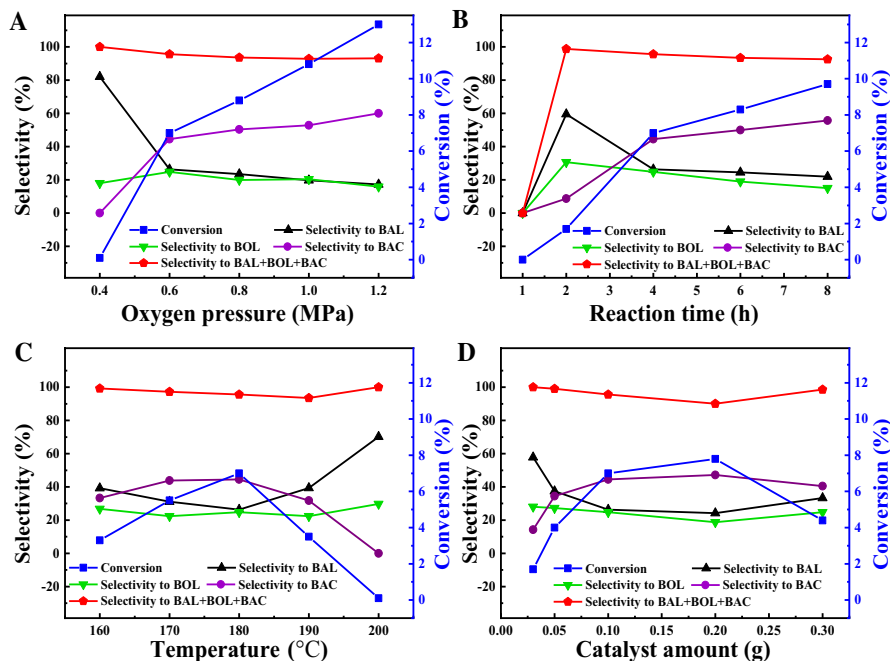 A
Selectivity (%)
100
80
60
40
20
0
-20
Conversion (%)
12
10
8
6
4
2
0
Conversion
Selectivity to BAL
Selectivity to BOL
Selectivity to BAC
Selectivity to BAL+BOL+BAC
0.4 0.6 0.8 1.0 1.2
Oxygen pressure (MPa)
B
Selectivity (%)
100
80
60
40
20
0
-20
Conversion (%)
12
10
8
6
4
2
0
Conversion
Selectivity to BAL
Selectivity to BOL
Selectivity to BAC
Selectivity to BAL+BOL+BAC
1 2 3 4 5 6 7 8
Reaction time (h)
C
Selectivity (%)
100
80
60
40
20
0
-20
Conversion (%)
12
10
8
6
4
2
0
Conversion
Selectivity to BAL
Selectivity to BOL
Selectivity to BAC
Selectivity to BAL+BOL+BAC
160 170 180 190 200
Temperature (°C)
D
Selectivity (%)
100
80
60
40
20
0
-20
Conversion (%)
12
10
8
6
4
2
0
Conversion
Selectivity to BAL
Selectivity to BOL
Selectivity to BAC
Selectivity to BAL+BOL+BAC
0.00 0.05 0.10 0.15 0.20 0.25 0.30
Catalyst amount (g)